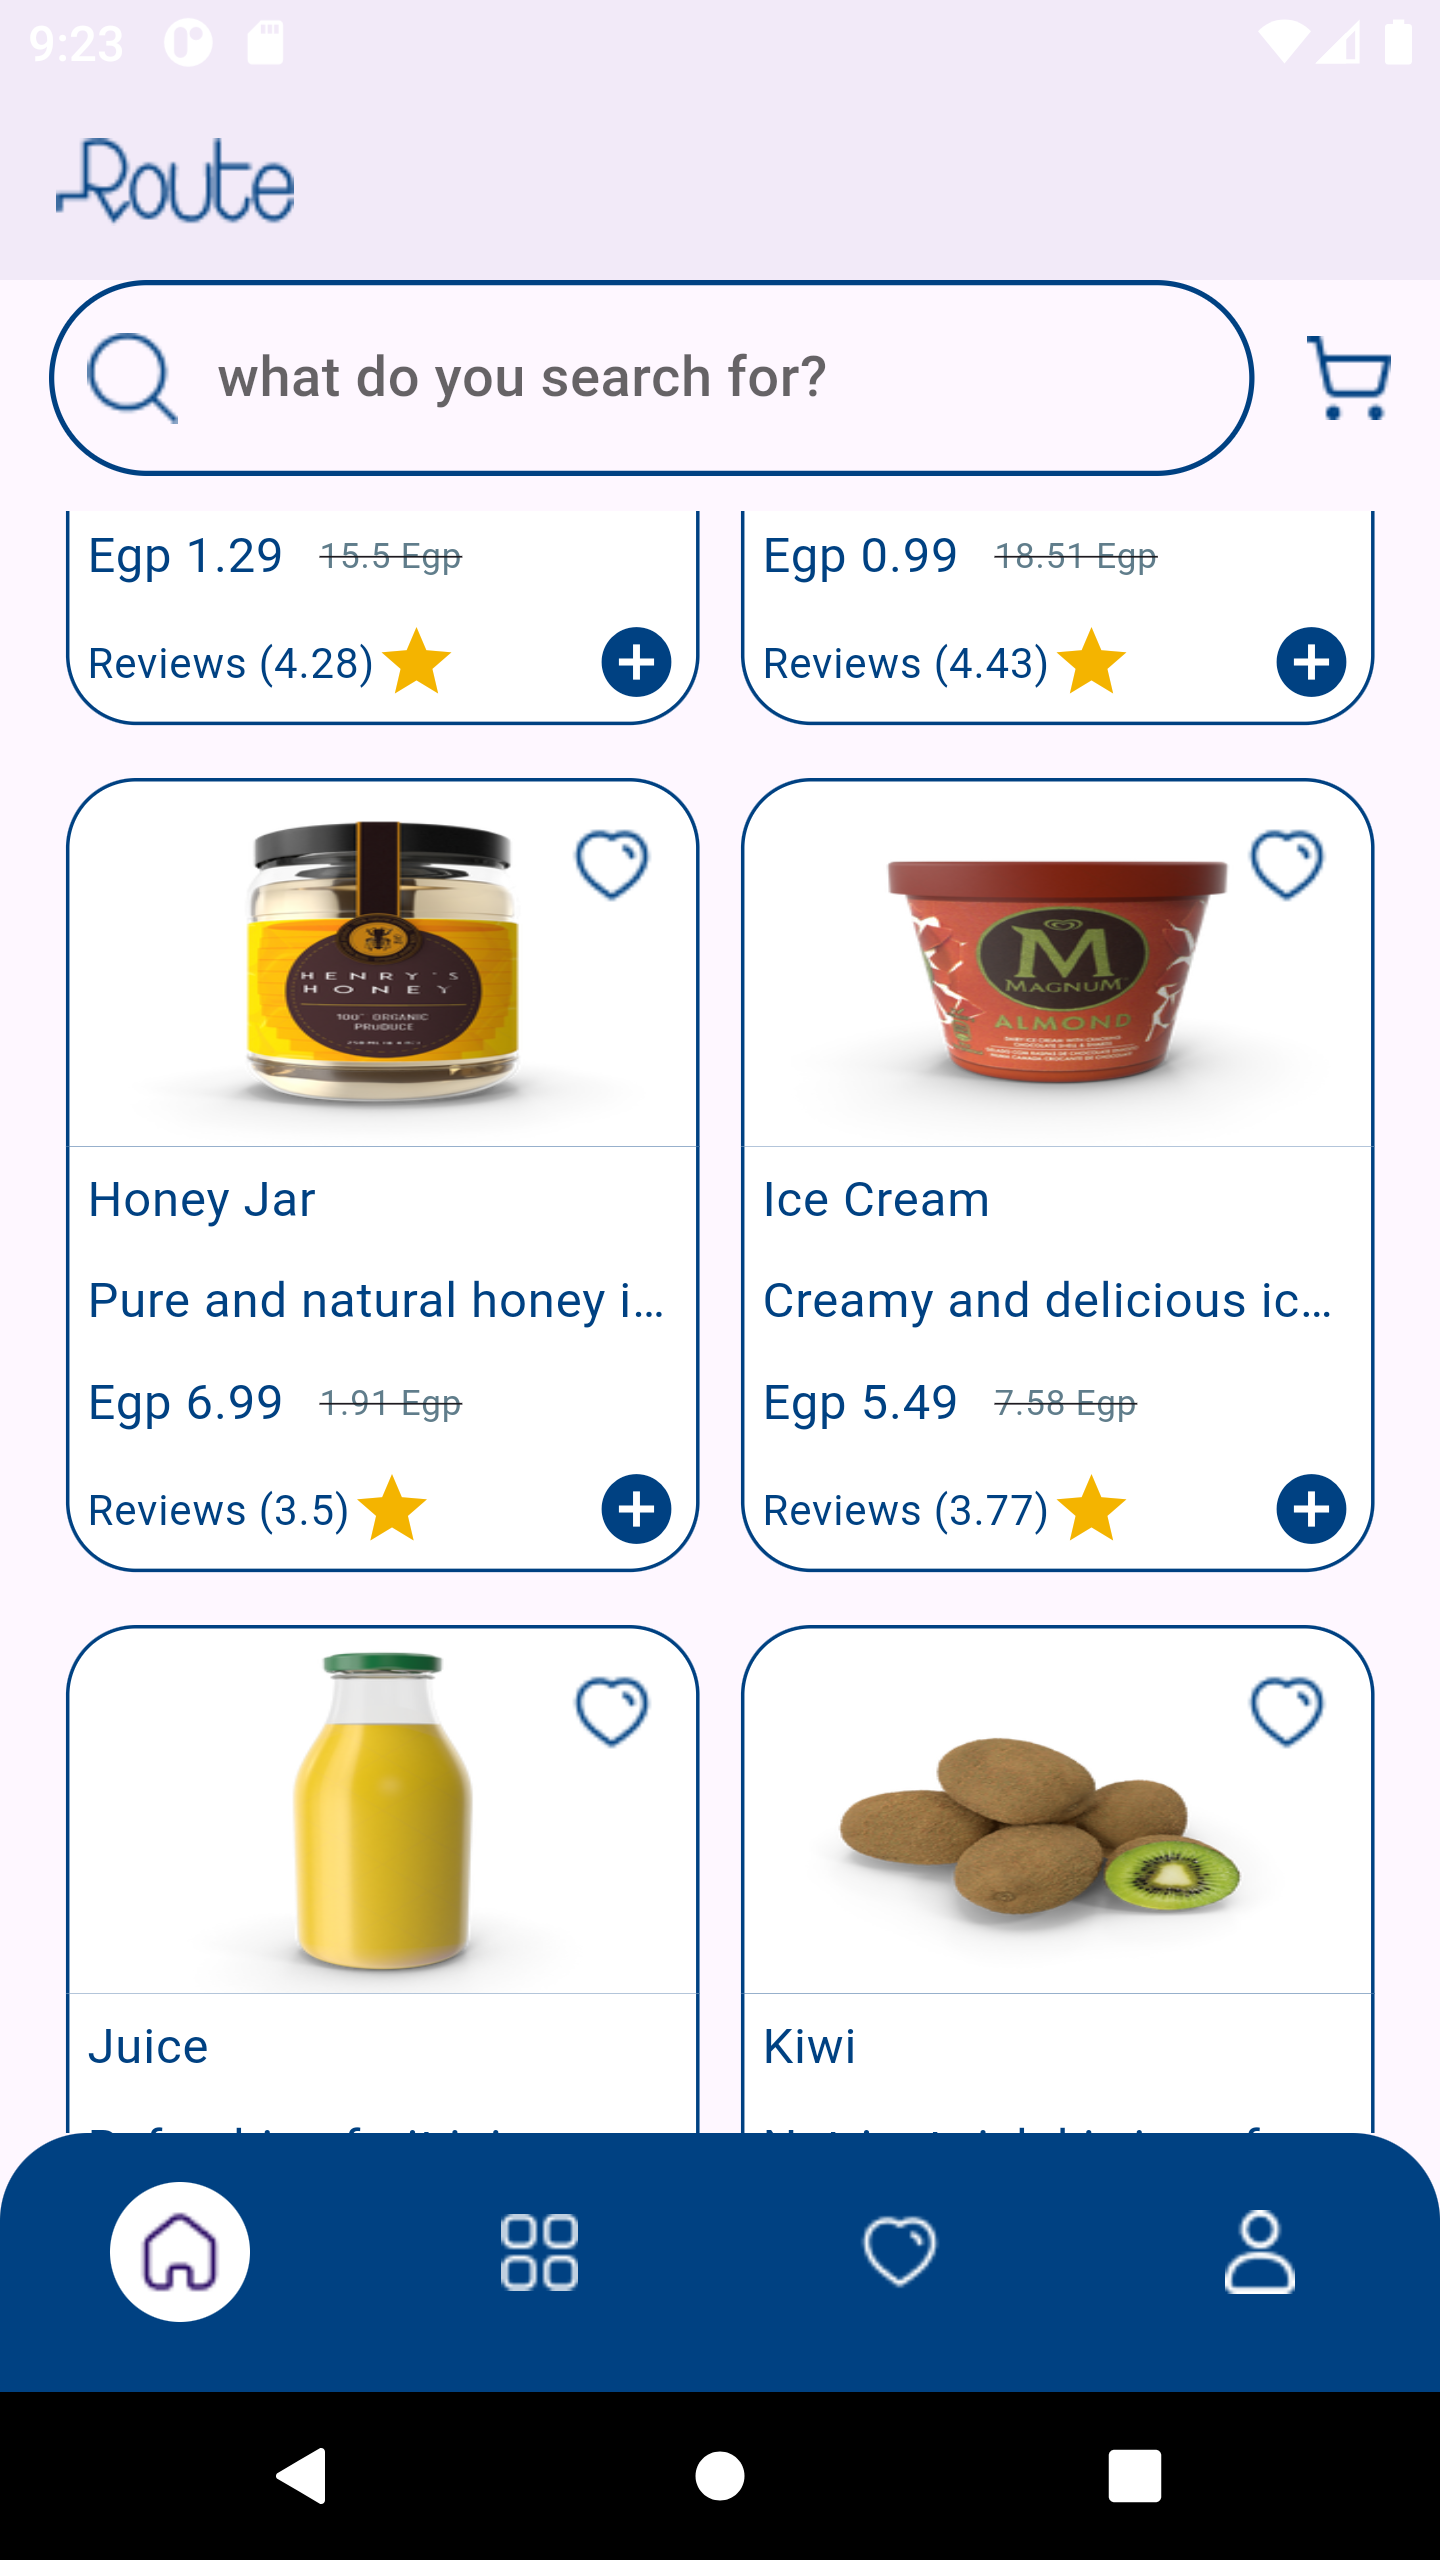 9:23
Route
what do you search for?
Egp 1.29 15.5 Egp
Reviews (4.28)
Egp 0.99 18.51 Egp
Reviews (4.43)
HENRY'S
HONEY
100% ORGANIC
PRODUCE
Honey Jar
Pure and natural honey i...
Egp 6.99 1.91 Egp
Reviews (3.5)
M
MAGNUM
ALMOND
Ice Cream
Creamy and delicious ic...
Egp 5.49 7.58 Egp
Reviews (3.77)
Juice
Kiwi